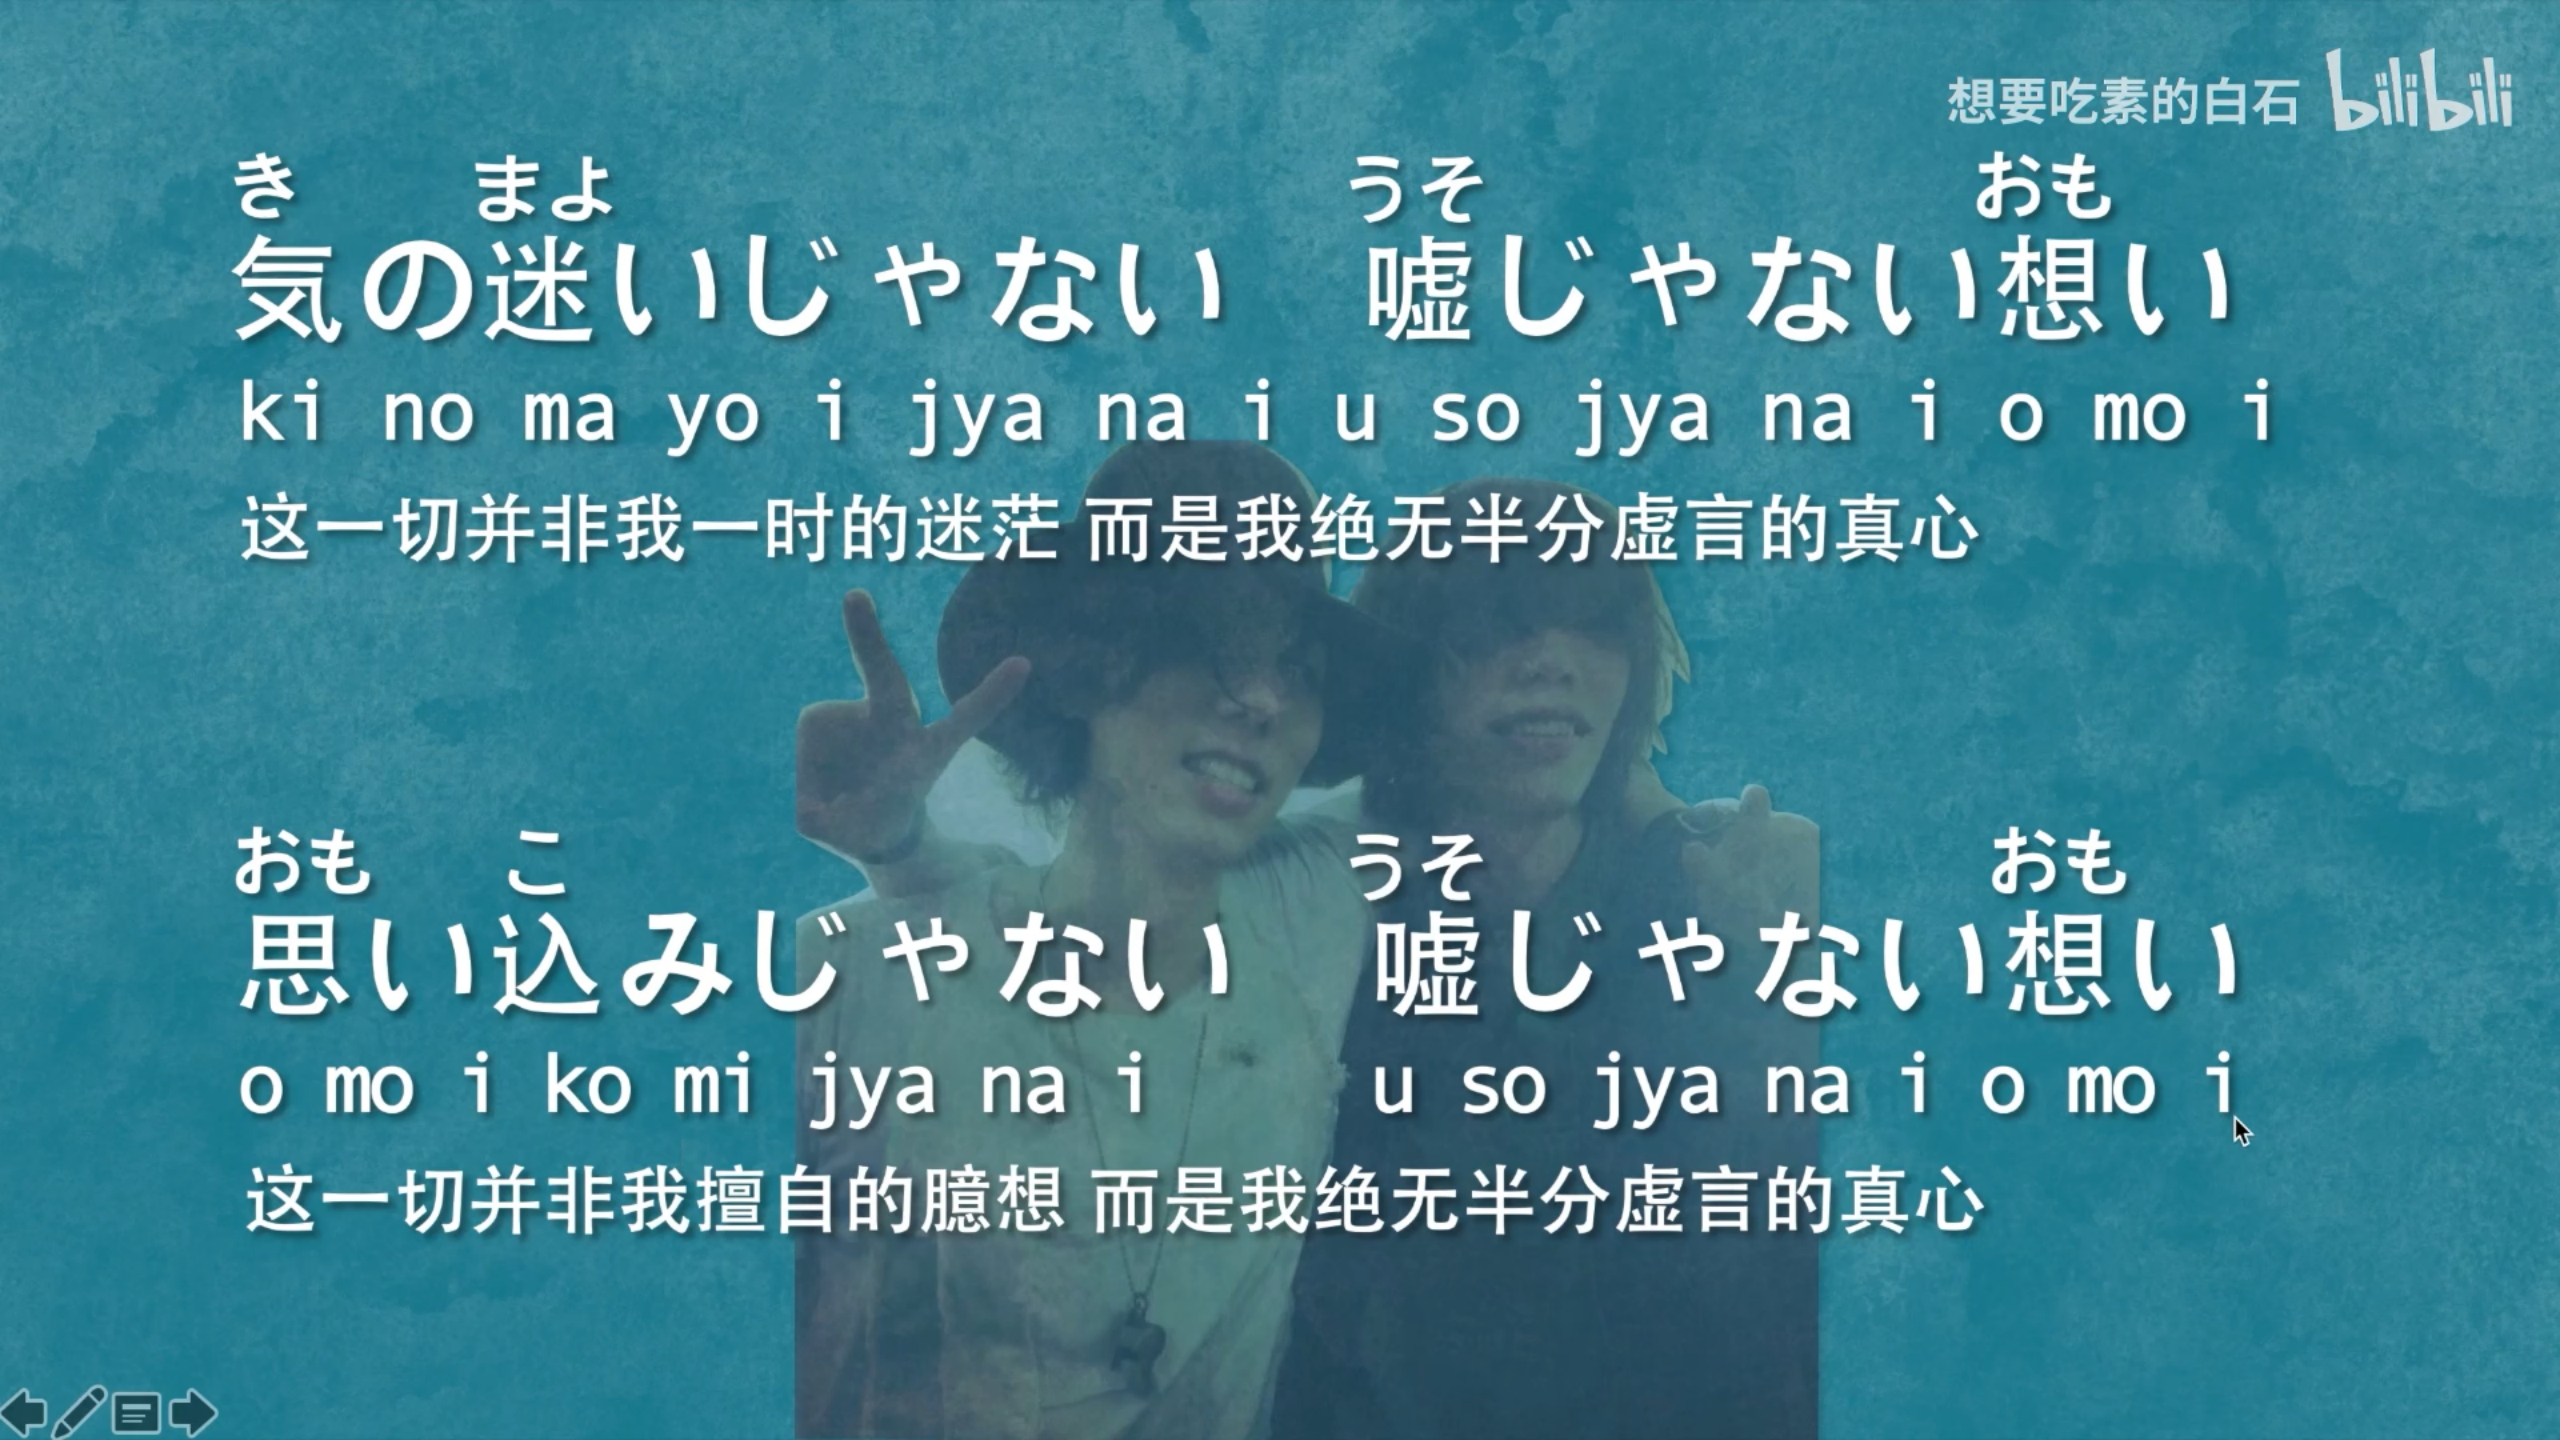 想要吃素的白石 bilibili
き まよ うそ おも
気の迷いじゃない 嘘じゃない想い
ki no ma yo i jya na i u so jya na i o mo i
这一切并非我一时的迷茫 而是我绝无半分虚言的真心
おも こ うそ おも
思い込みじゃない 嘘じゃない想い
o mo i ko mi jya na i u so jya na i o mo i
这一切并非我擅自的臆想 而是我绝无半分虚言的真心